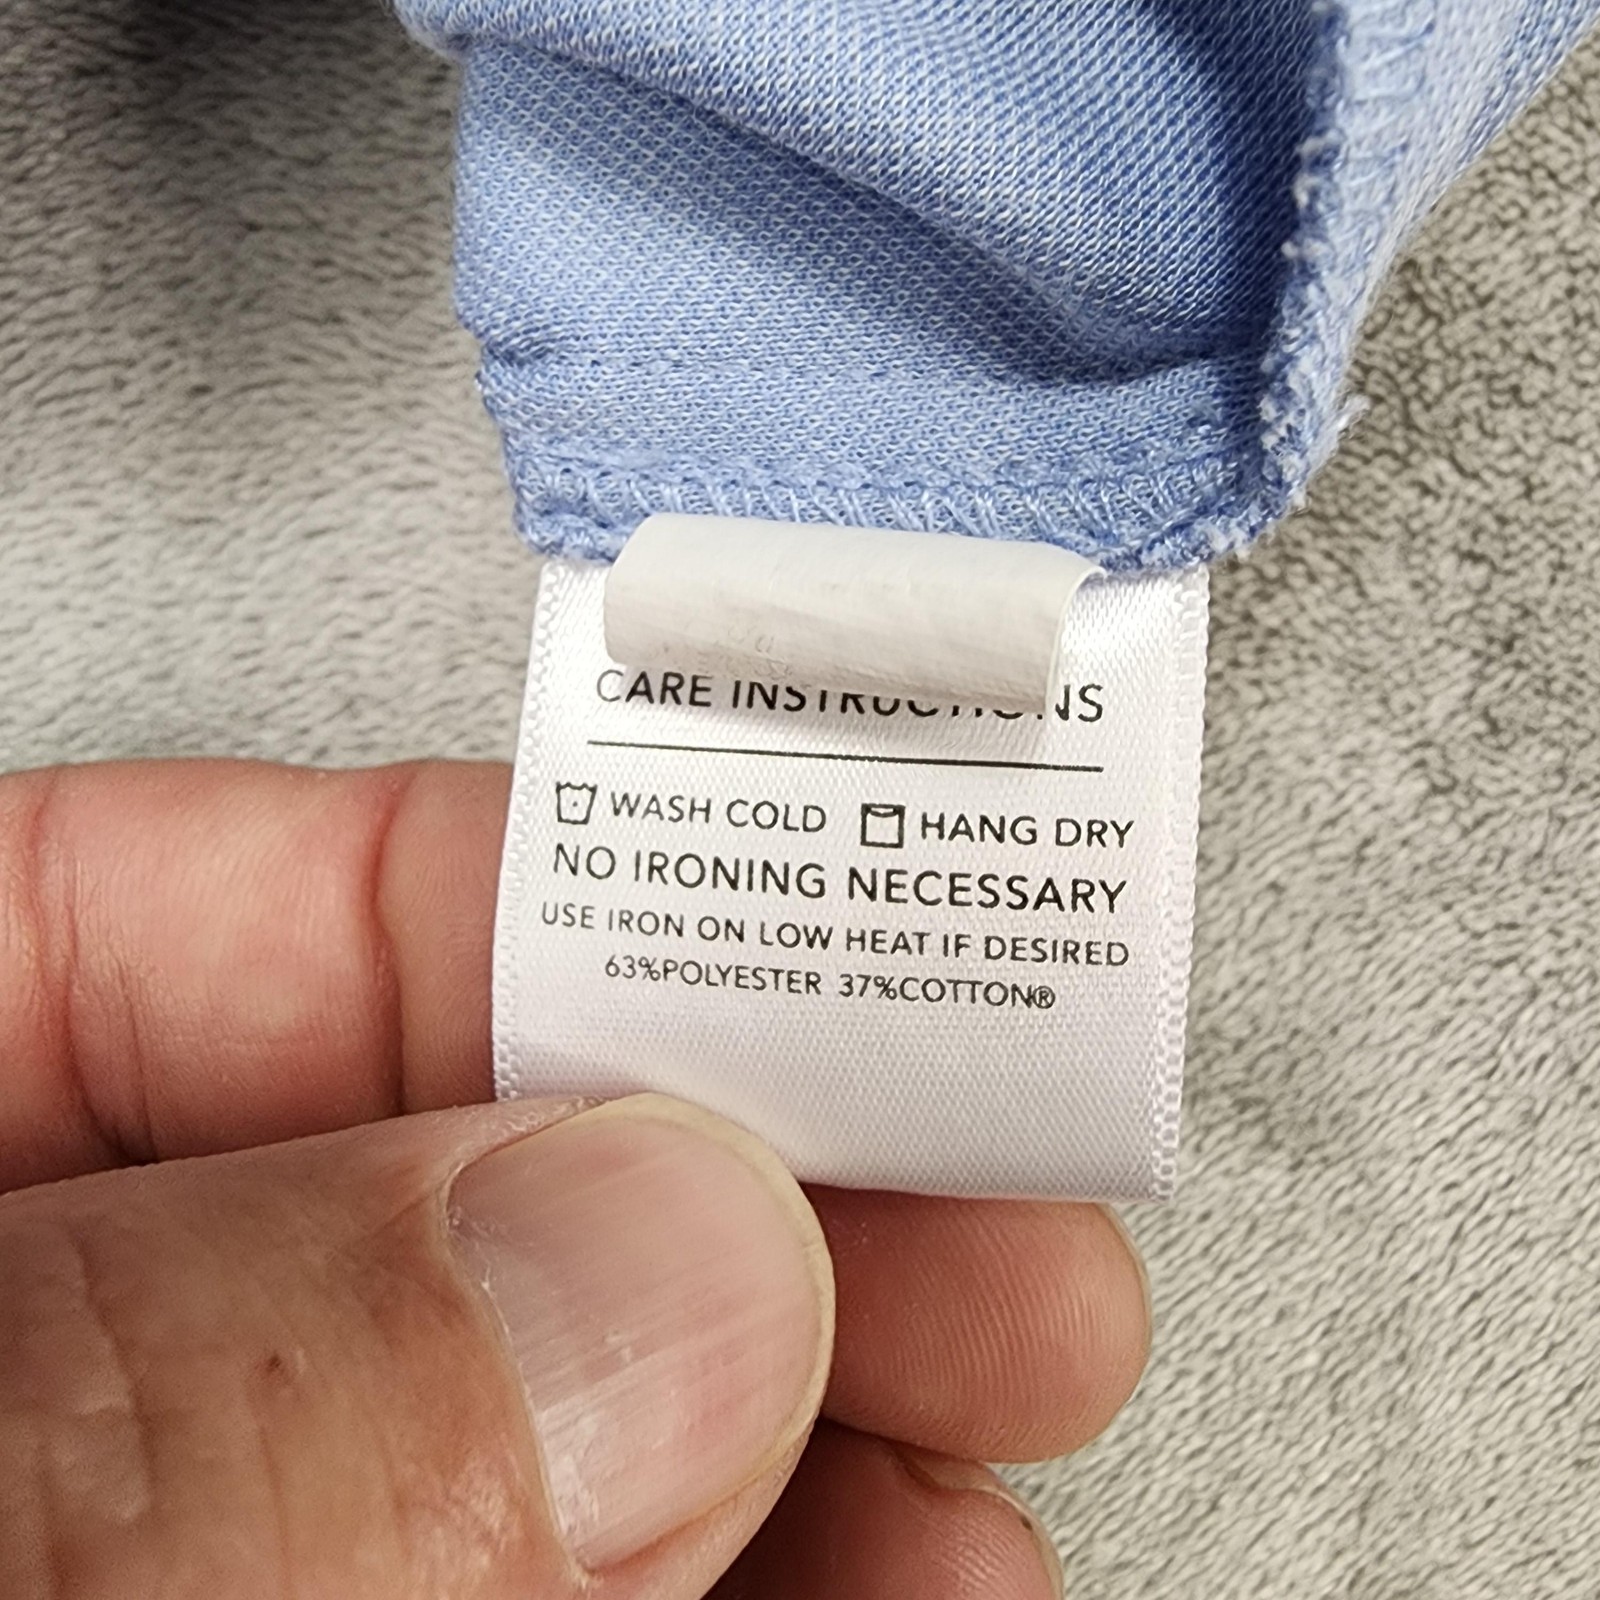 CARE INSTRUCTIONS
WASH COLD HANG DRY
NO IRONING NECESSARY
USE IRON ON LOW HEAT IF DESIRED
63%POLYESTER 37%COTTON®